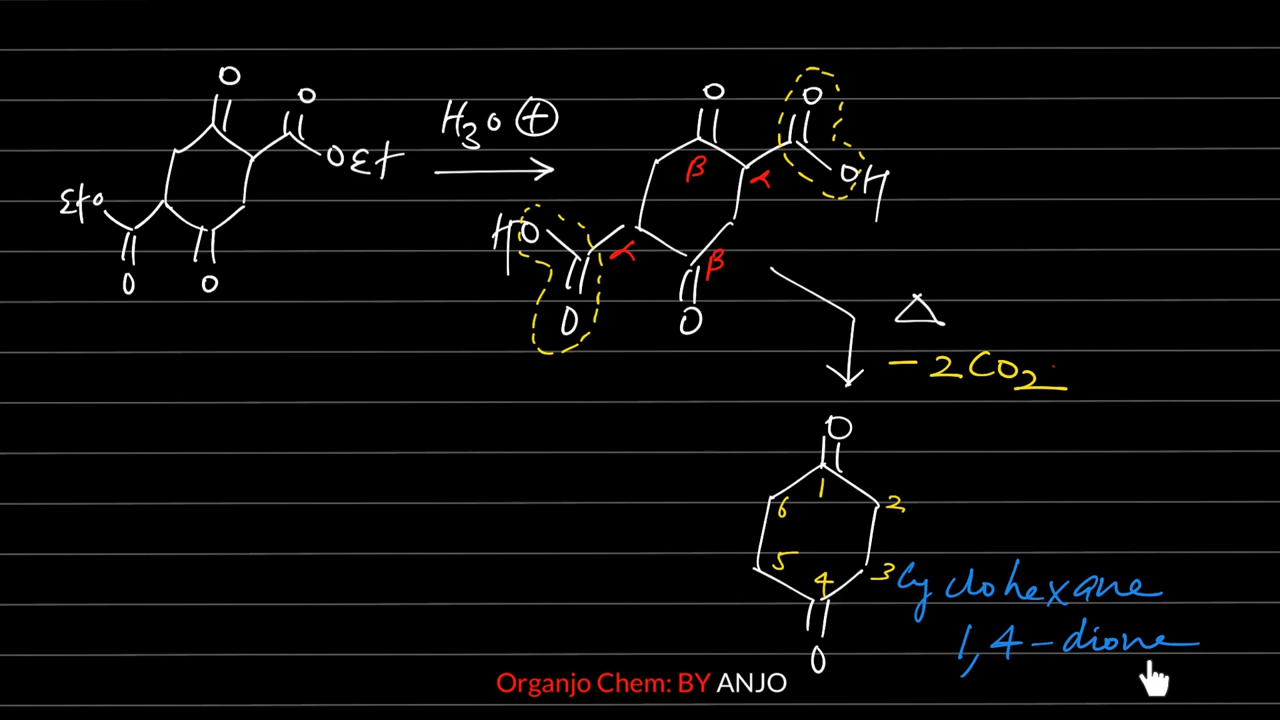 O
O
OEt
EtO
O
O
H3O⊕
O
O
β
α
OH
HO
α
β
O
O
Δ
- 2CO2
O
1
6
2
5
4
3
Cyclohexane
1,4-dione
O
Organjo Chem: BY ANJO